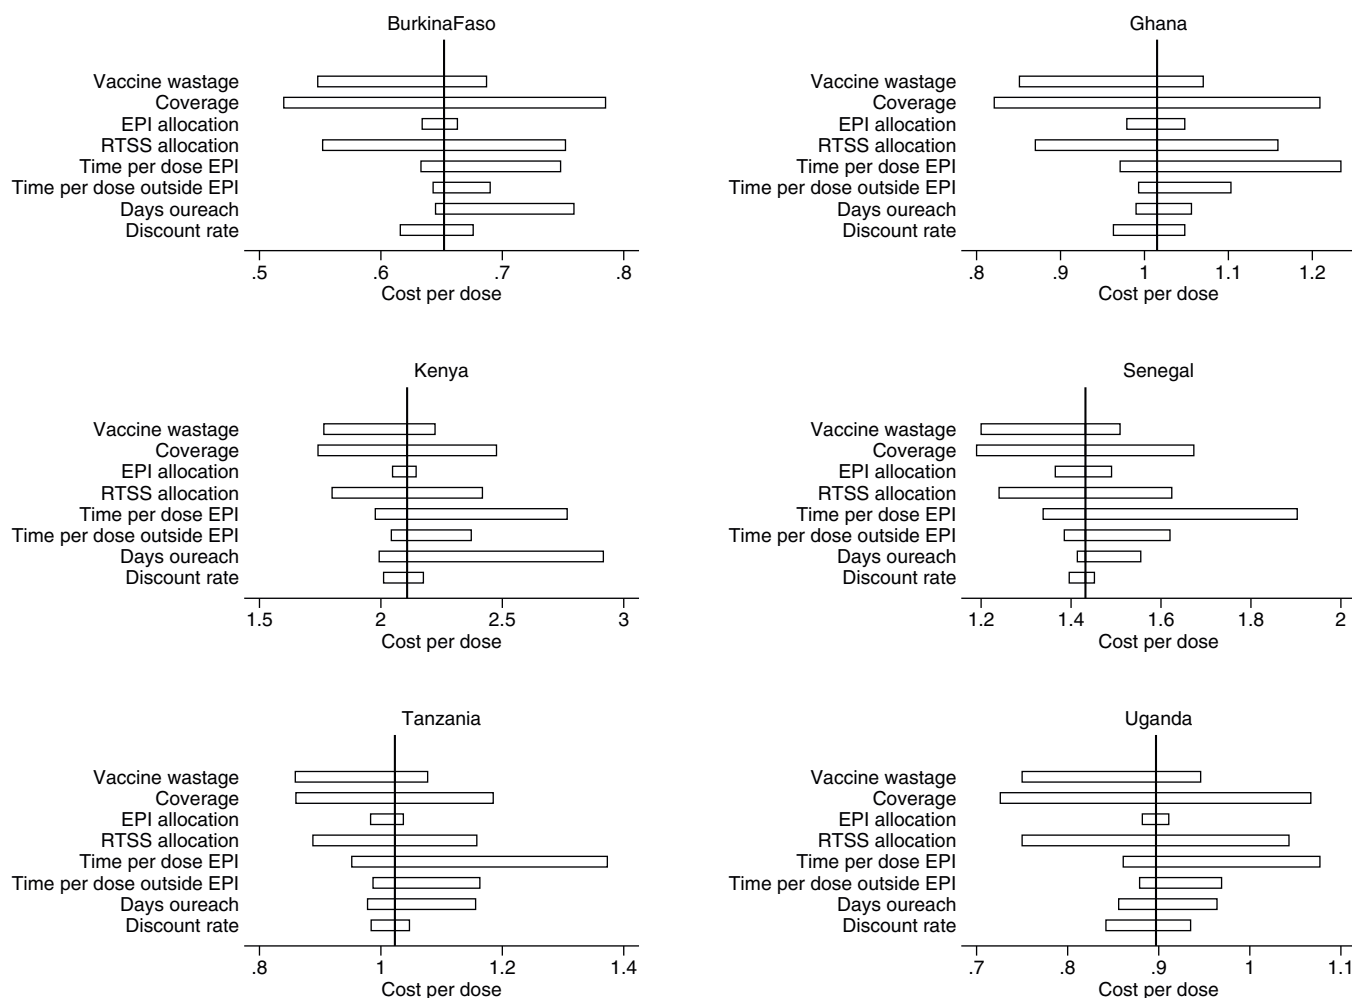 BurkinaFaso
Vaccine wastage
Coverage
EPI allocation
RTSS allocation
Time per dose EPI
Time per dose outside EPI
Days oureach
Discount rate
.5 .6 .7 .8
Cost per dose
Ghana
Vaccine wastage
Coverage
EPI allocation
RTSS allocation
Time per dose EPI
Time per dose outside EPI
Days oureach
Discount rate
.8 .9 1 1.1 1.2
Cost per dose
Kenya
Vaccine wastage
Coverage
EPI allocation
RTSS allocation
Time per dose EPI
Time per dose outside EPI
Days oureach
Discount rate
1.5 2 2.5 3
Cost per dose
Senegal
Vaccine wastage
Coverage
EPI allocation
RTSS allocation
Time per dose EPI
Time per dose outside EPI
Days oureach
Discount rate
1.2 1.4 1.6 1.8 2
Cost per dose
Tanzania
Vaccine wastage
Coverage
EPI allocation
RTSS allocation
Time per dose EPI
Time per dose outside EPI
Days oureach
Discount rate
.8 1 1.2 1.4
Cost per dose
Uganda
Vaccine wastage
Coverage
EPI allocation
RTSS allocation
Time per dose EPI
Time per dose outside EPI
Days oureach
Discount rate
.7 .8 .9 1 1.1
Cost per dose